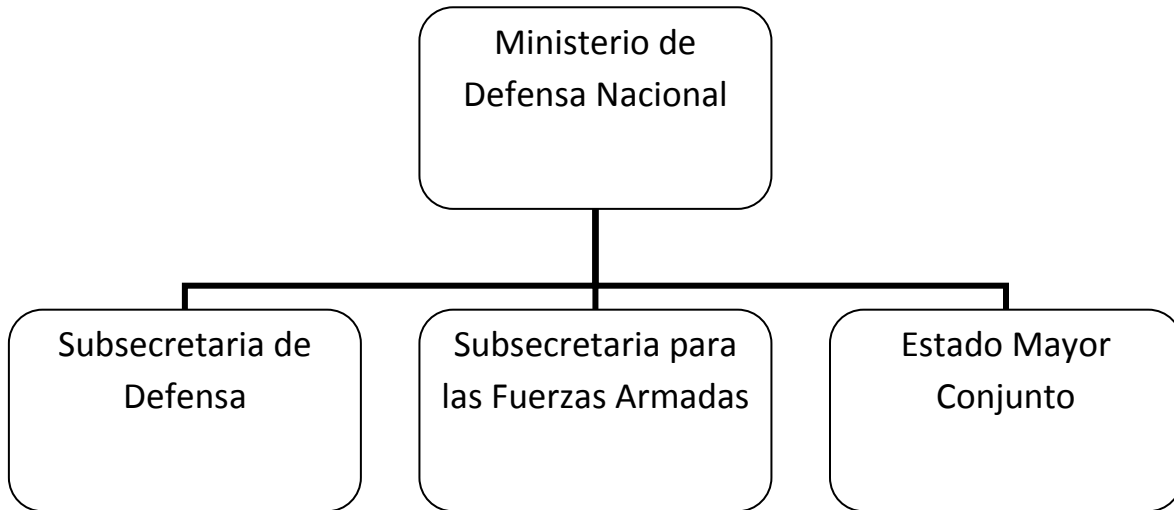 Ministerio de
Defensa Nacional
Subsecretaria de
Defensa
Subsecretaria para
las Fuerzas Armadas
Estado Mayor
Conjunto